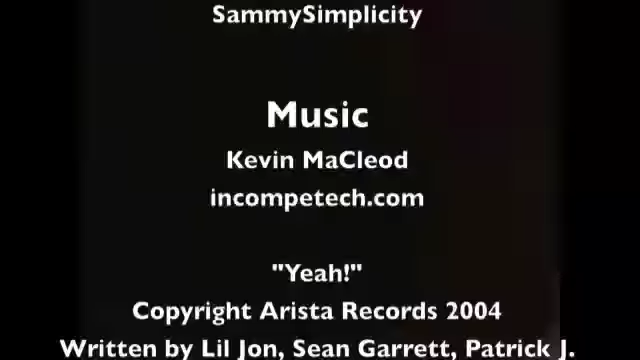 SammySimplicity
Music
Kevin MaCleod
incompetech.com
"Yeah!"
Copyright Arista Records 2004
Written by Lil Jon, Sean Garrett, Patrick J.